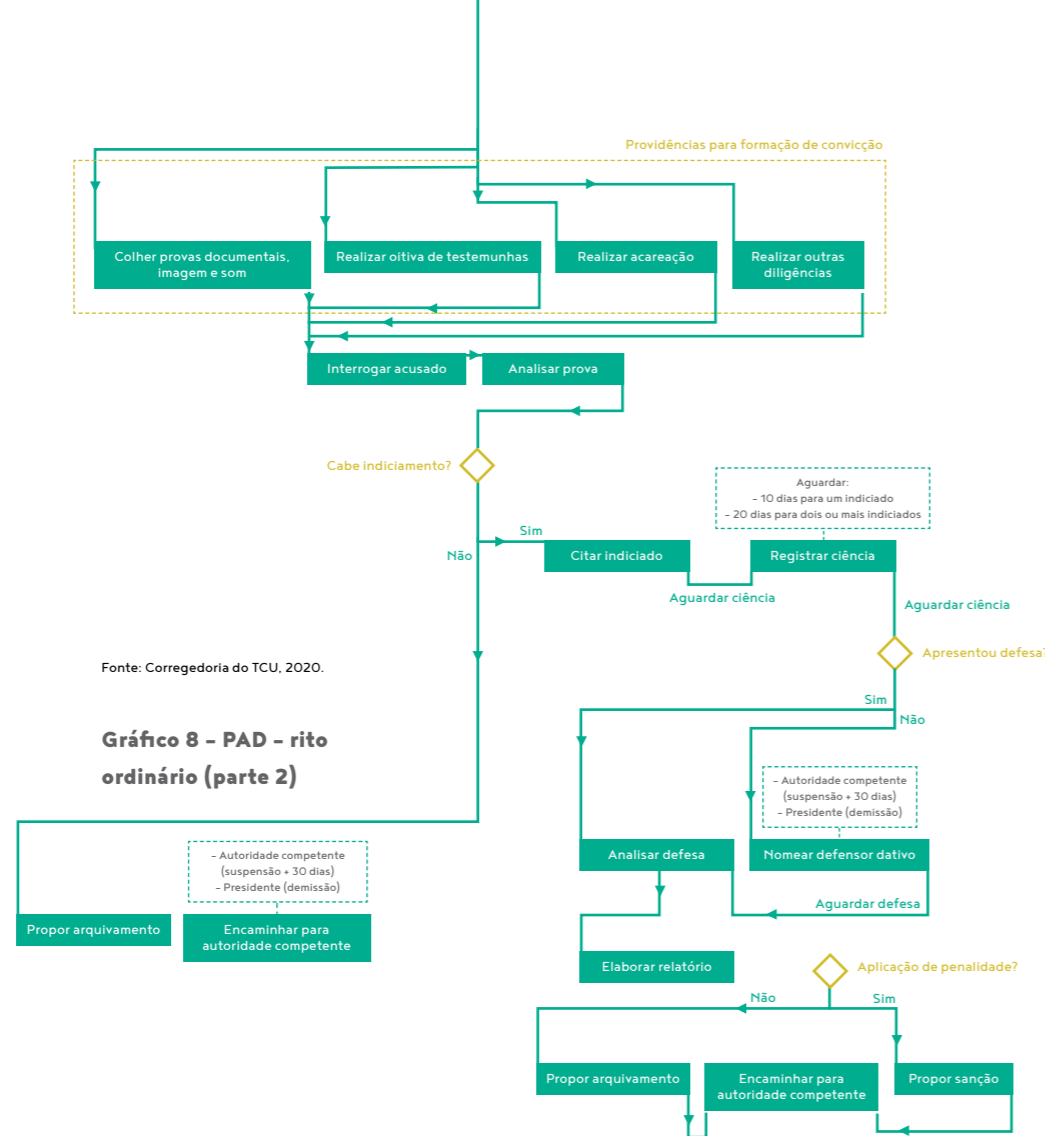 Providências para formação de convicção
Colher provas documentais,
imagem e som
Realizar oitiva de testemunhas
Realizar acareação
Realizar outras
diligências
Interrogar acusado
Analisar prova
Cabe indiciamento?
Aguardar:
- 10 dias para um indiciado
- 20 dias para dois ou mais indiciados
Sim
Não
Citar indiciado
Registrar ciência
Aguardar ciência
Aguardar ciência
Apresentou defesa?
Fonte: Corregedoria do TCU, 2020.
Sim
Não
Gráfico 8 - PAD - rito
ordinário (parte 2)
- Autoridade competente
(suspensão + 30 dias)
- Presidente (demissão)
Analisar defesa
Nomear defensor dativo
- Autoridade competente
(suspensão + 30 dias)
- Presidente (demissão)
Aguardar defesa
Propor arquivamento
Encaminhar para
autoridade competente
Elaborar relatório
Aplicação de penalidade?
Não
Sim
Propor arquivamento
Encaminhar para
autoridade competente
Propor sanção